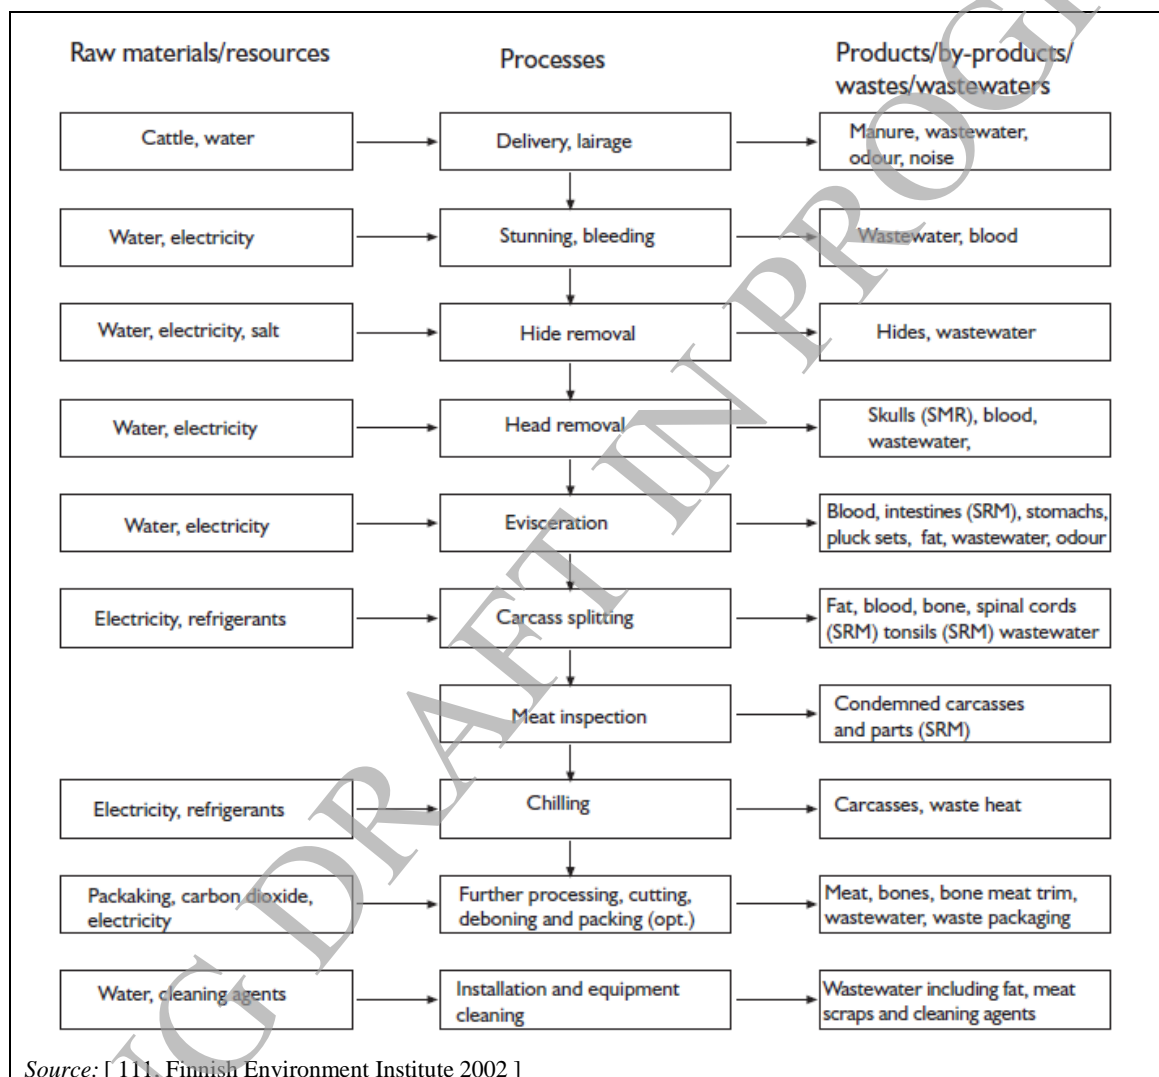 Raw materials/resources
Processes
Products/by-products/
wastes/wastewaters
Cattle, water
Delivery, lairage
Manure, wastewater,
odour, noise
Water, electricity
Stunning, bleeding
Wastewater, blood
Water, electricity, salt
Hide removal
Hides, wastewater
Water, electricity
Head removal
Skulls (SMR), blood,
wastewater,
Water, electricity
Evisceration
Blood, intestines (SRM), stomachs,
pluck sets, fat, wastewater, odour
Electricity, refrigerants
Carcass splitting
Fat, blood, bone, spinal cords
(SRM) tonsils (SRM) wastewater
Meat inspection
Condemned carcasses
and parts (SRM)
Electricity, refrigerants
Chilling
Carcasses, waste heat
Packaking, carbon dioxide,
electricity
Further processing, cutting,
deboning and packing (opt.)
Meat, bones, bone meat trim,
wastewater, waste packaging
Water, cleaning agents
Installation and equipment
cleaning
Wastewater including fat, meat
scraps and cleaning agents
Source: [ 111, Finnish Environment Institute 2002 ]
NG DRAFT IN PROG